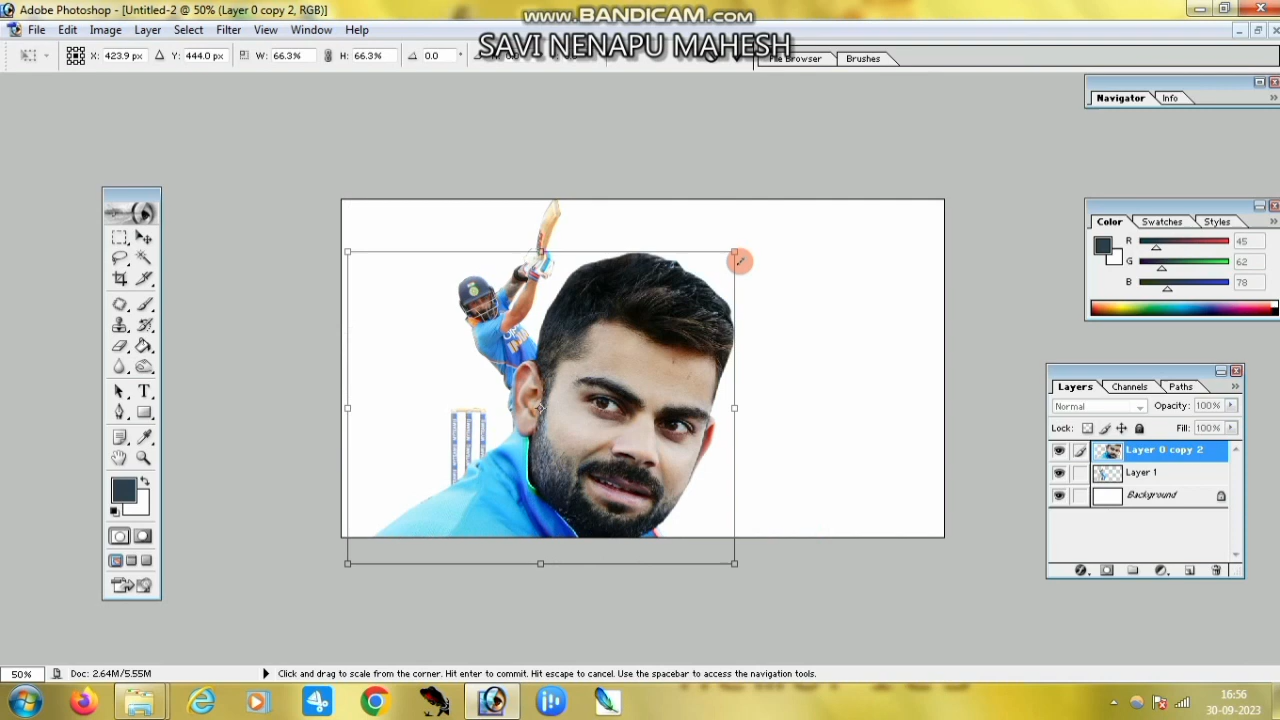 Adobe Photoshop - [Untitled-2 @ 50% (Layer 0 copy 2, RGB)]
www.BANDICAM.com
File Edit Image Layer Select Filter View Window Help
SAVI NENAPU MAHESH
X: 423.9 px Y: 444.0 px W: 66.3% H: 66.3% 0.0 °
File Browser Brushes
Navigator Info
Color Swatches Styles
R 45
G 62
B 78
Layers Channels Paths
Normal Opacity: 100%
Lock: Fill: 100%
Layer 0 copy 2
Layer 1
Background
50% Doc: 2.64M/5.55M Click and drag to scale from the corner. Hit enter to commit. Hit escape to cancel. Use the spacebar to access the navigation tools.
16:56
30-09-2023